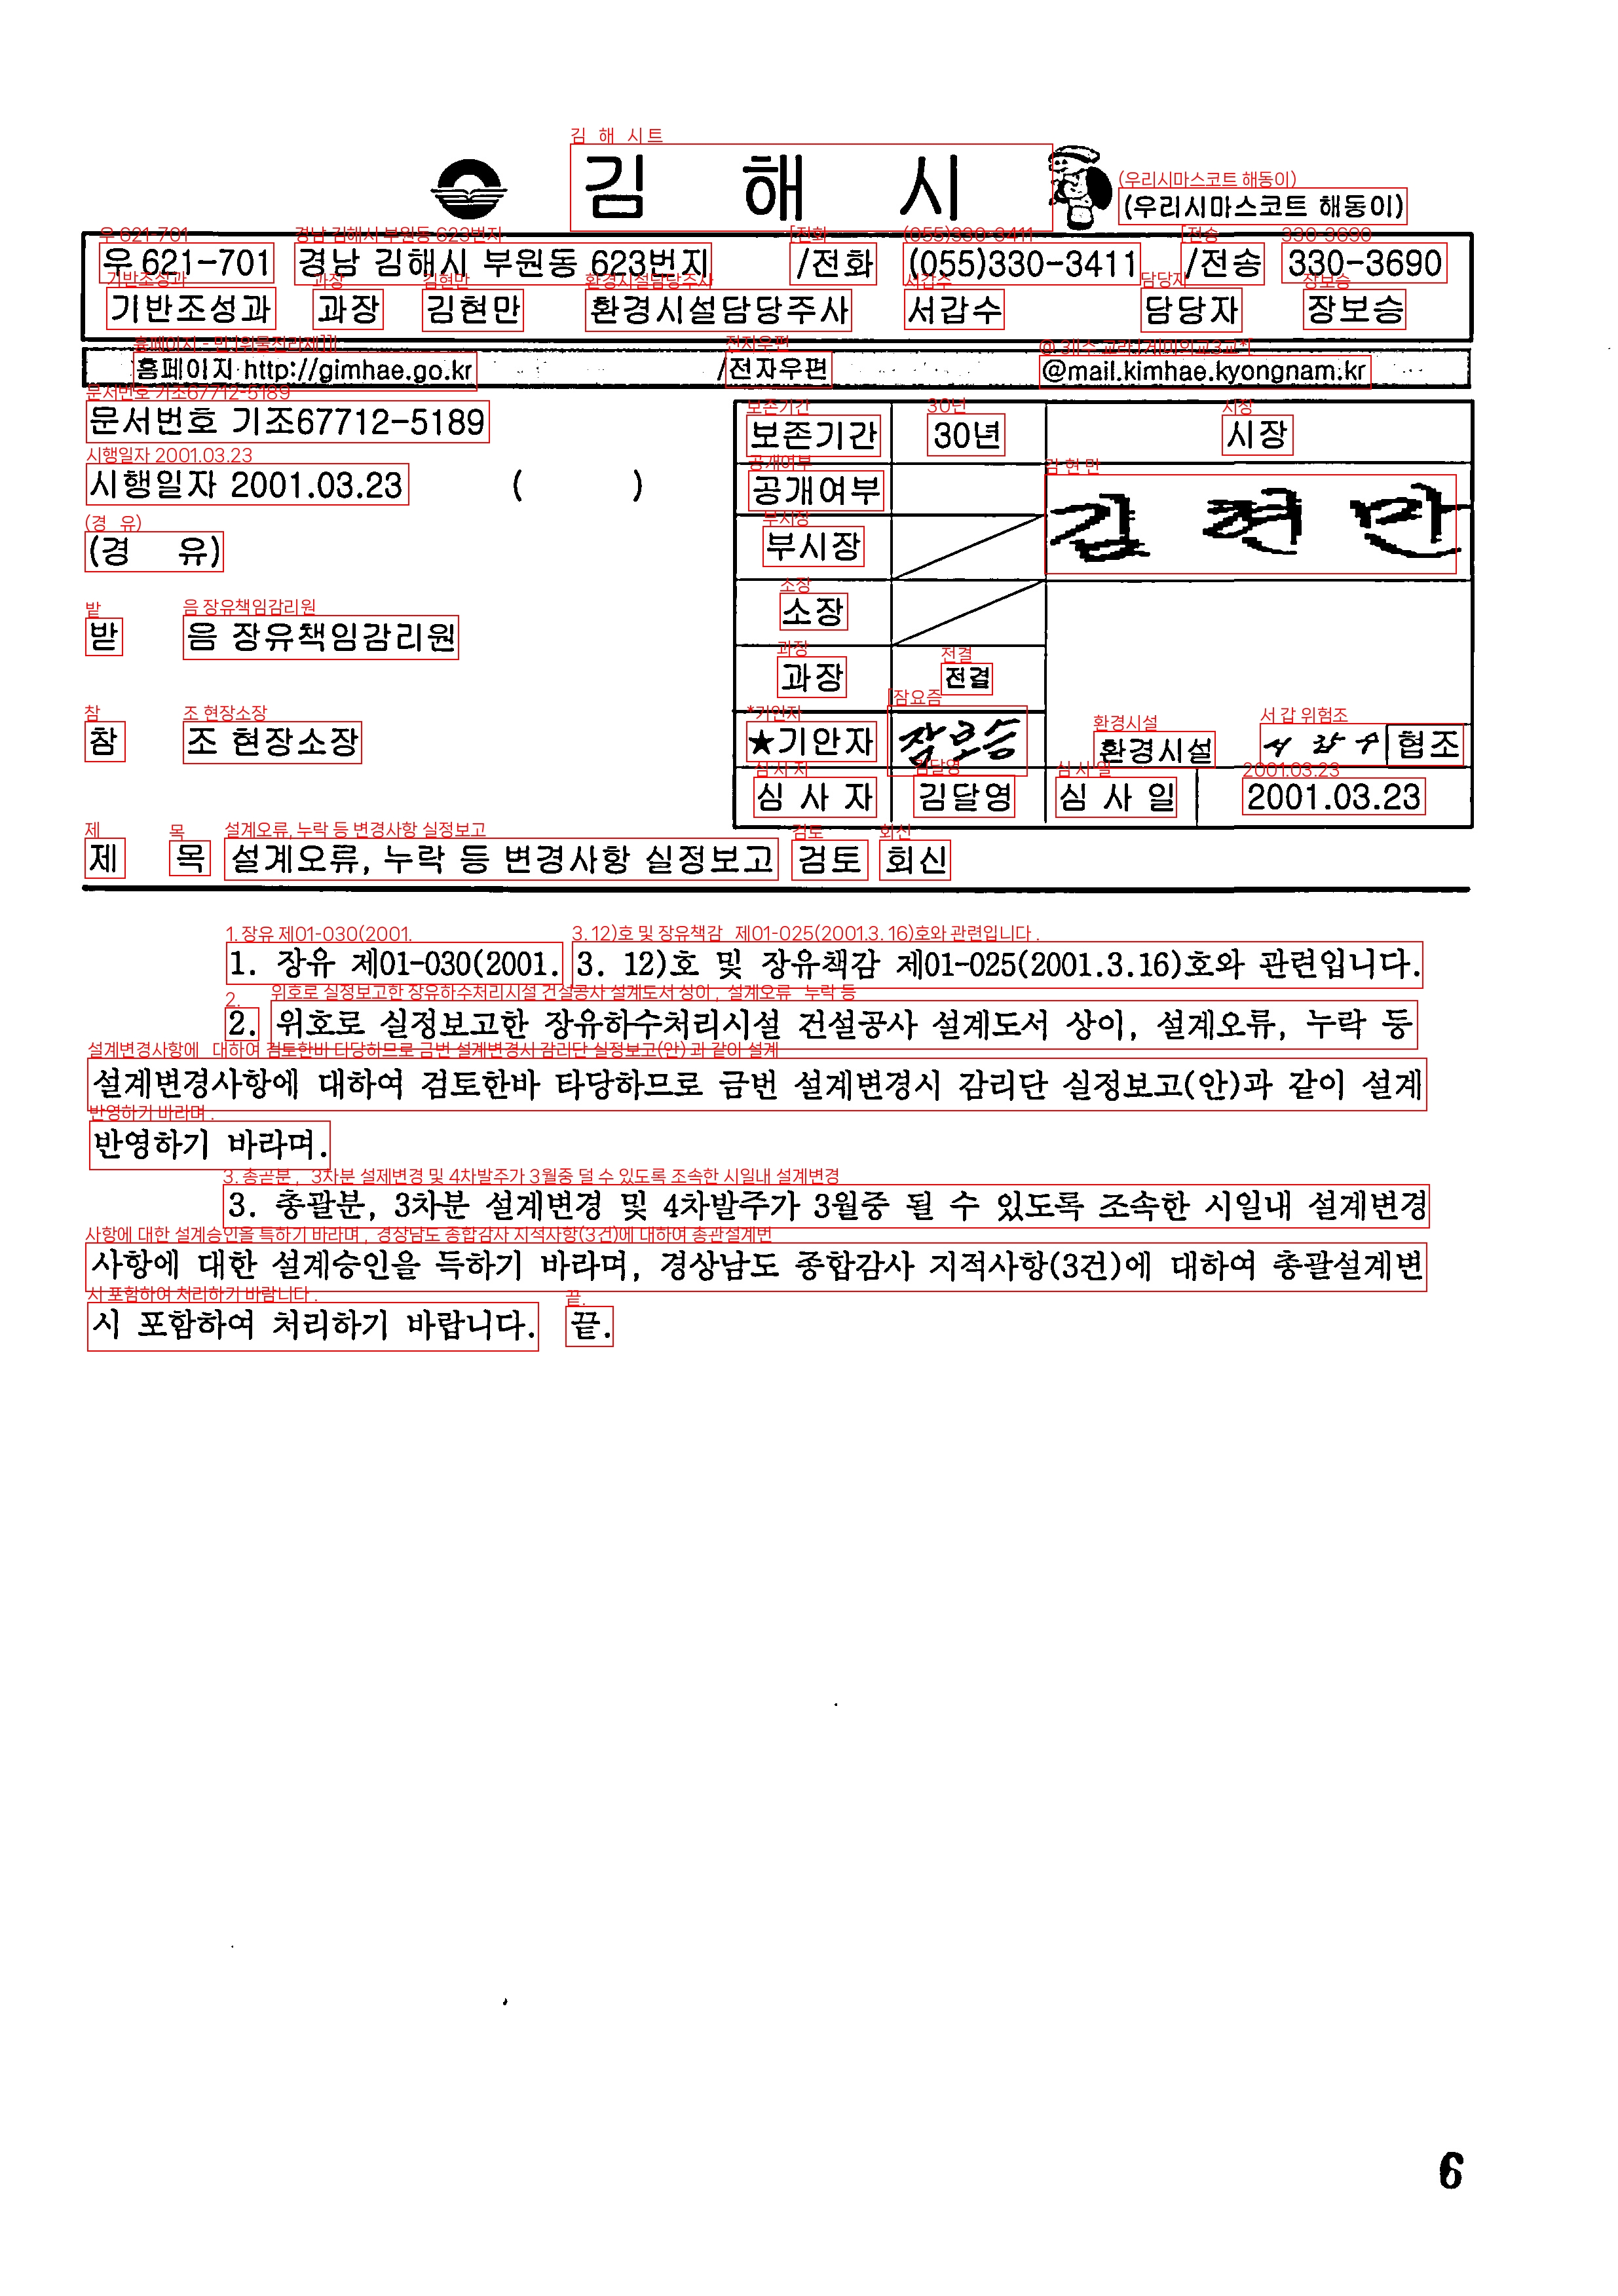 김 해 시
(우리시마스코트 해동이)
우 621-701 경남 김해시 부원동 623번지 /전화 (055)330-3411 /전송 330-3690
기반조성과 과장 김현만 환경시설담당주사 서갑수 담당자 장보승
홈페이지 http://gimhae.go.kr /전자우편 @mail.kimhae.kyongnam.kr
문서번호 기조67712-5189
시행일자 2001.03.23 ( )
(경 유)
받 음 장유책임감리원
참 조 현장소장
보존기간 30년 시장
공개여부 김현만
부시장
소장
과장 전결
★기안자 장보승 환경시설 서갑수 협조
심 사 자 김달영 심 사 일 2001.03.23
제 목 설계오류, 누락 등 변경사항 실정보고 검토 회신
1. 장유 제01-030(2001. 3. 12)호 및 장유책감 제01-025(2001.3.16)호와 관련입니다.
2. 위호로 실정보고한 장유하수처리시설 건설공사 설계도서 상이, 설계오류, 누락 등
설계변경사항에 대하여 검토한바 타당하므로 금번 설계변경시 감리단 실정보고(안)과 같이 설계
반영하기 바라며.
3. 총괄분, 3차분 설계변경 및 4차발주가 3월중 될 수 있도록 조속한 시일내 설계변경
사항에 대한 설계승인을 득하기 바라며, 경상남도 종합감사 지적사항(3건)에 대하여 총괄설계변
시 포함하여 처리하기 바랍니다. 끝.
6